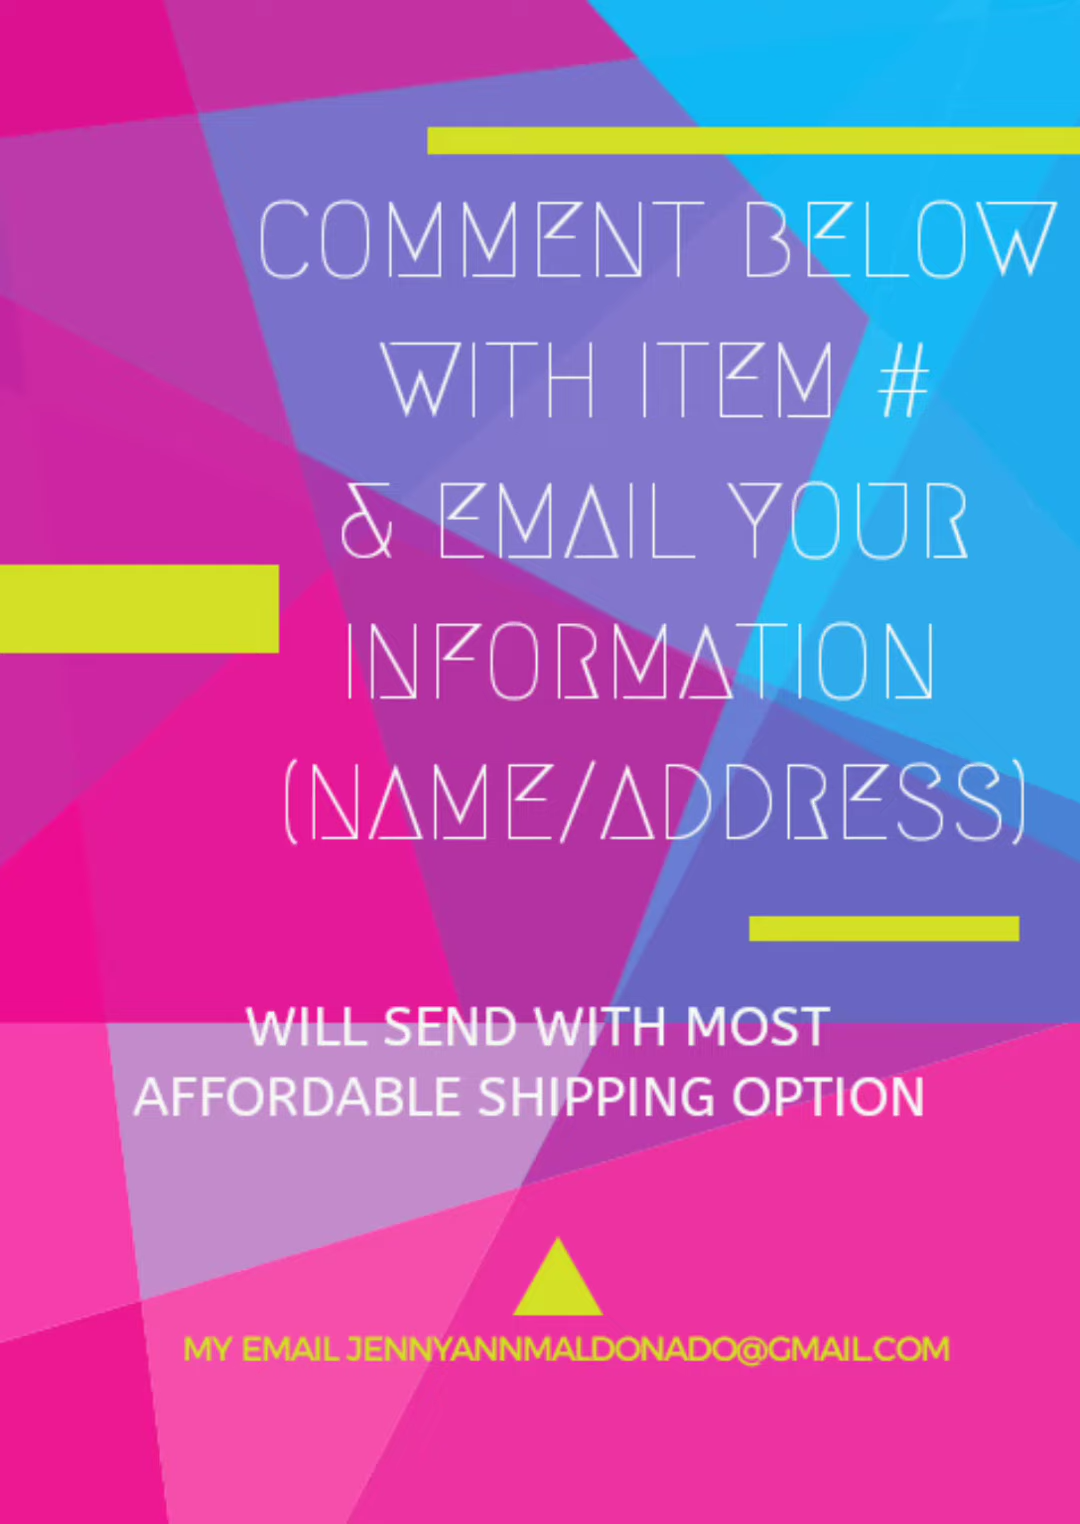 COMMENT BELOW
WITH ITEM #
& EMAIL YOUR
INFORMATION
(NAME/ADDRESS)
WILL SEND WITH MOST
AFFORDABLE SHIPPING OPTION
MY EMAIL JENNYANNMALDONADO@GMAIL.COM